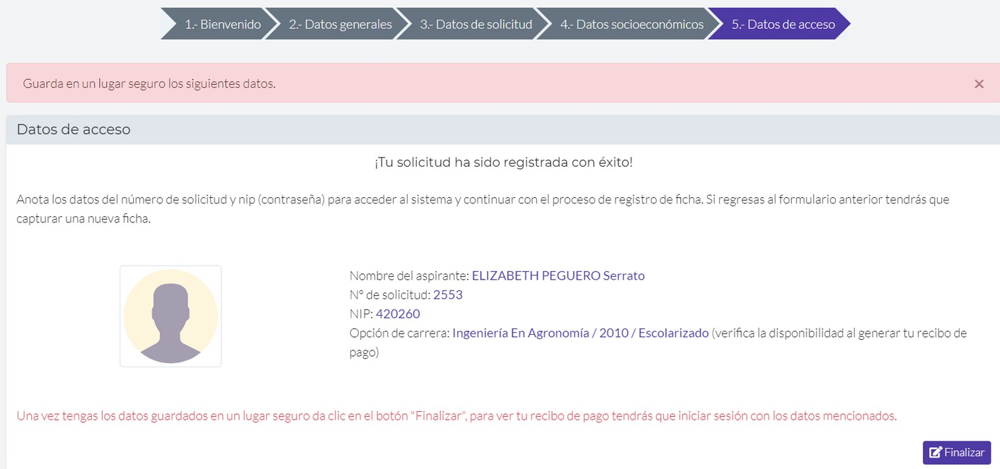 1.- Bienvenido
2.- Datos generales
3.- Datos de solicitud
4.- Datos socioeconómicos
5.- Datos de acceso
Guarda en un lugar seguro los siguientes datos.
×
Datos de acceso
¡Tu solicitud ha sido registrada con éxito!
Anota los datos del número de solicitud y nip (contraseña) para acceder al sistema y continuar con el proceso de registro de ficha. Si regresas al formulario anterior tendrás que
capturar una nueva ficha.
Nombre del aspirante: ELIZABETH PEGUERO Serrato
N° de solicitud: 2553
NIP: 420260
Opción de carrera: Ingeniería En Agronomía / 2010 / Escolarizado (verifica la disponibilidad al generar tu recibo de
pago)
Una vez tengas los datos guardados en un lugar seguro da clic en el botón "Finalizar", para ver tu recibo de pago tendrás que iniciar sesión con los datos mencionados.
Finalizar